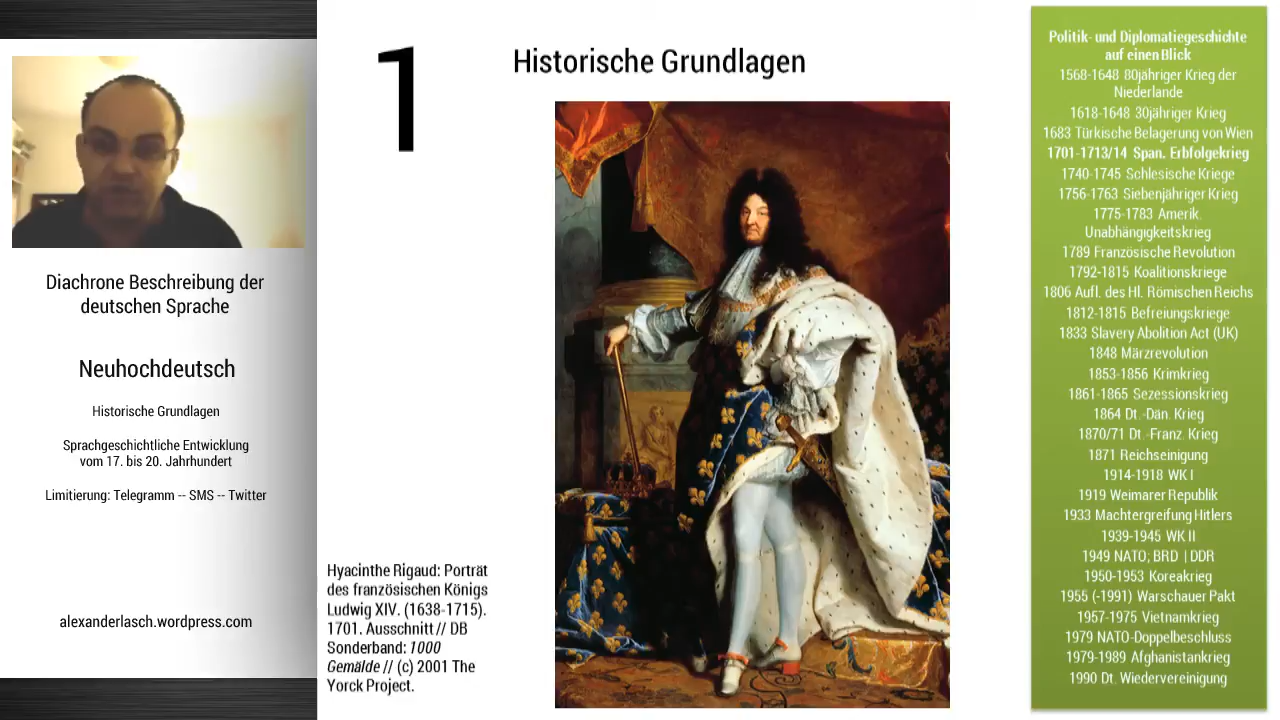 Diachrone Beschreibung der
deutschen Sprache
Neuhochdeutsch
Historische Grundlagen
Sprachgeschichtliche Entwicklung
vom 17. bis 20. Jahrhundert
Limitierung: Telegramm -- SMS -- Twitter
alexanderlasch.wordpress.com
1
Historische Grundlagen
Hyacinthe Rigaud: Porträt
des französischen Königs
Ludwig XIV. (1638-1715).
1701. Ausschnitt // DB
Sonderband: 1000
Gemälde // (c) 2001 The
Yorck Project.
Politik- und Diplomatiegeschichte
auf einen Blick
1568-1648 80jähriger Krieg der
Niederlande
1618-1648 30jähriger Krieg
1683 Türkische Belagerung von Wien
1701-1713/14 Span. Erbfolgekrieg
1740-1745 Schlesische Kriege
1756-1763 Siebenjähriger Krieg
1775-1783 Amerik.
Unabhängigkeitskrieg
1789 Französische Revolution
1792-1815 Koalitionskriege
1806 Aufl. des Hl. Römischen Reichs
1812-1815 Befreiungskriege
1833 Slavery Abolition Act (UK)
1848 Märzrevolution
1853-1856 Krimkrieg
1861-1865 Sezessionskrieg
1864 Dt.-Dän. Krieg
1870/71 Dt.-Franz. Krieg
1871 Reichseinigung
1914-1918 WK I
1919 Weimarer Republik
1933 Machtergreifung Hitlers
1939-1945 WK II
1949 NATO; BRD | DDR
1950-1953 Koreakrieg
1955 (-1991) Warschauer Pakt
1957-1975 Vietnamkrieg
1979 NATO-Doppelbeschluss
1979-1989 Afghanistankrieg
1990 Dt. Wiedervereinigung